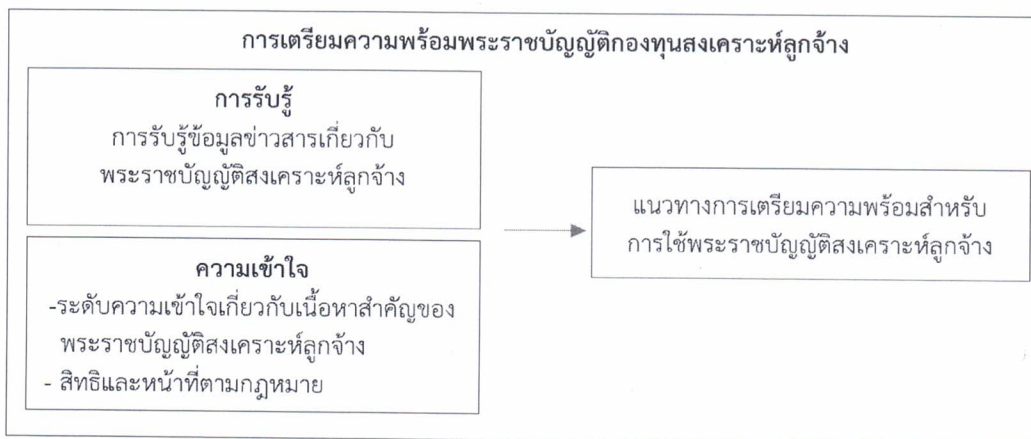 การเตรียมความพร้อมพระราชบัญญัติกองทุนสงเคราะห์ลูกจ้าง
การรับรู้
การรับรู้ข้อมูลข่าวสารเกี่ยวกับ
พระราชบัญญัติสงเคราะห์ลูกจ้าง
ความเข้าใจ
-ระดับความเข้าใจเกี่ยวกับเนื้อหาสำคัญของ
พระราชบัญญัติสงเคราะห์ลูกจ้าง
- สิทธิและหน้าที่ตามกฎหมาย
แนวทางการเตรียมความพร้อมสำหรับ
การใช้พระราชบัญญัติสงเคราะห์ลูกจ้าง